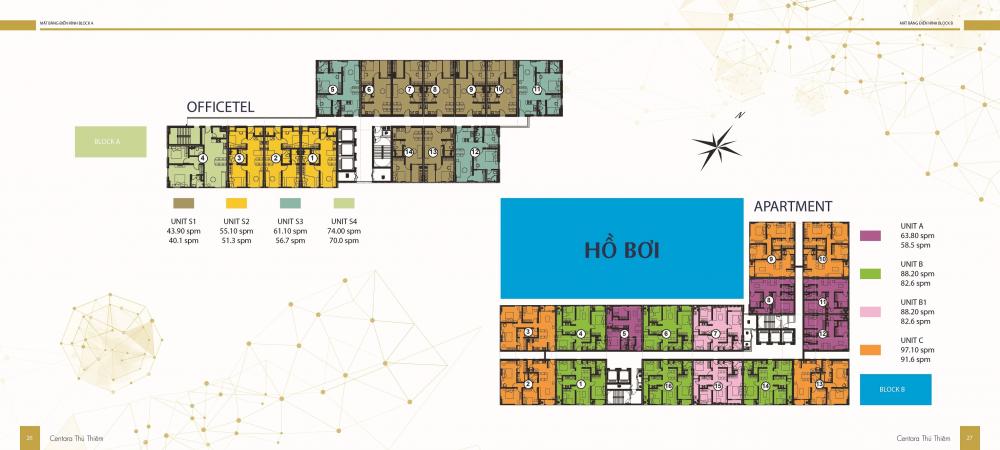 MẶT BẰNG ĐIỂN HÌNH BLOCK A
MẶT BẰNG ĐIỂN HÌNH BLOCK B
5 6 7 8 9 10 11
OFFICETEL
BLOCK A
4 3 2 1 14 13 12
N
UNIT S1
43.90 spm
40.1 spm
UNIT S2
55.10 spm
51.3 spm
UNIT S3
61.10 spm
56.7 spm
UNIT S4
74.00 spm
70.0 spm
HỒ BƠI
APARTMENT
9 10
8 11
3 4 5 6 7 12
2 1 16 15 14 13
UNIT A
63.80 spm
58.5 spm
UNIT B
88.20 spm
82.6 spm
UNIT B1
88.20 spm
82.6 spm
UNIT C
97.10 spm
91.6 spm
BLOCK B
26 Centara Thủ Thiêm
Centara Thủ Thiêm 27